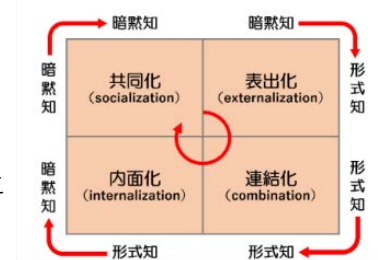 暗黙知
暗黙知
暗黙知
共同化
(socialization)
表出化
(externalization)
形式知
暗黙知
内面化
(internalization)
連結化
(combination)
形式知
形式知
形式知